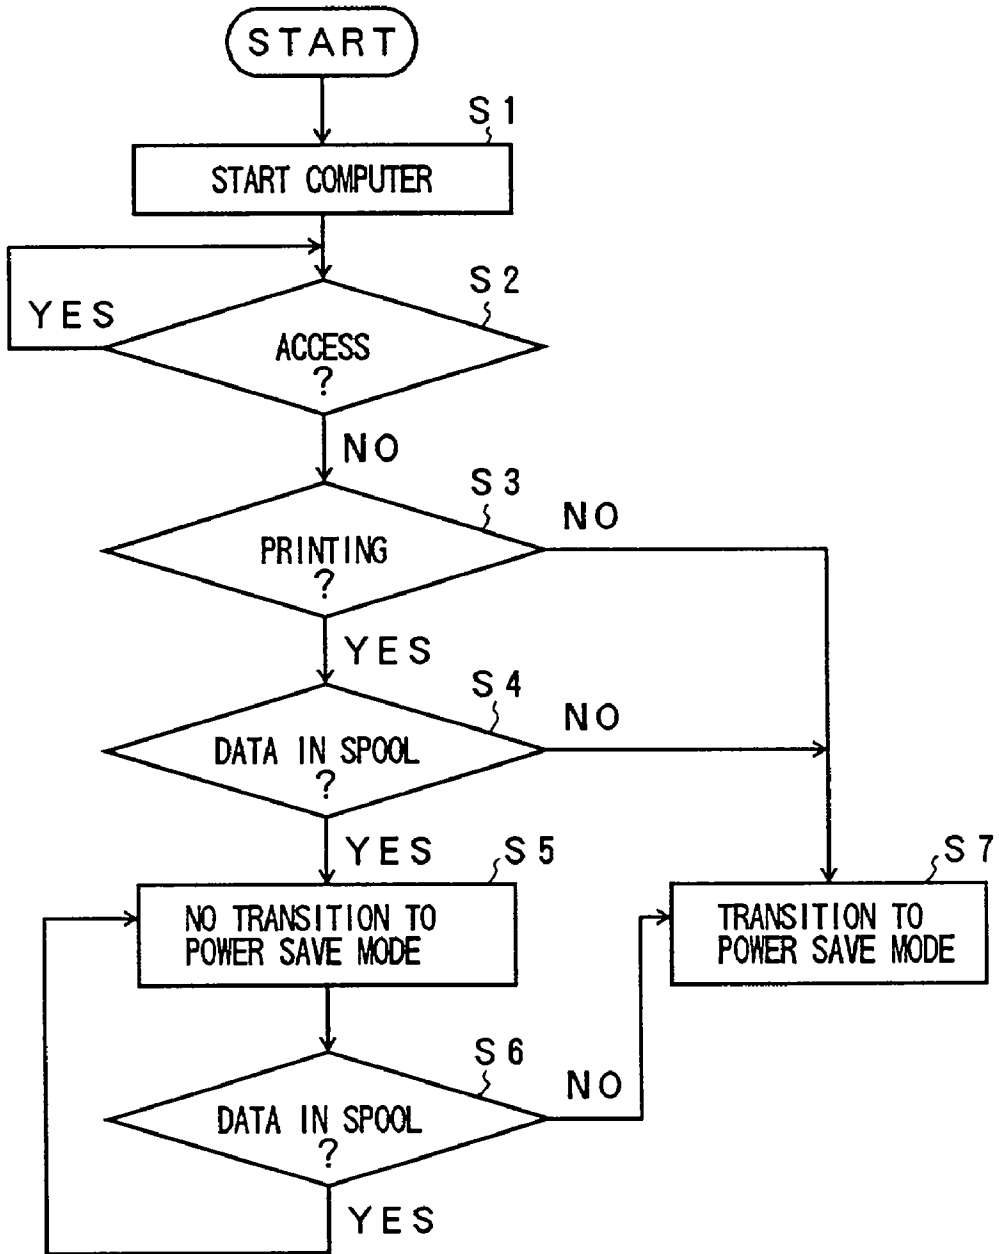 START
S1
START COMPUTER
S2
YES
ACCESS
?
NO
S3
NO
PRINTING
?
YES
S4
NO
DATA IN SPOOL
?
YES
S5
S7
NO TRANSITION TO
POWER SAVE MODE
TRANSITION TO
POWER SAVE MODE
S6
NO
DATA IN SPOOL
?
YES